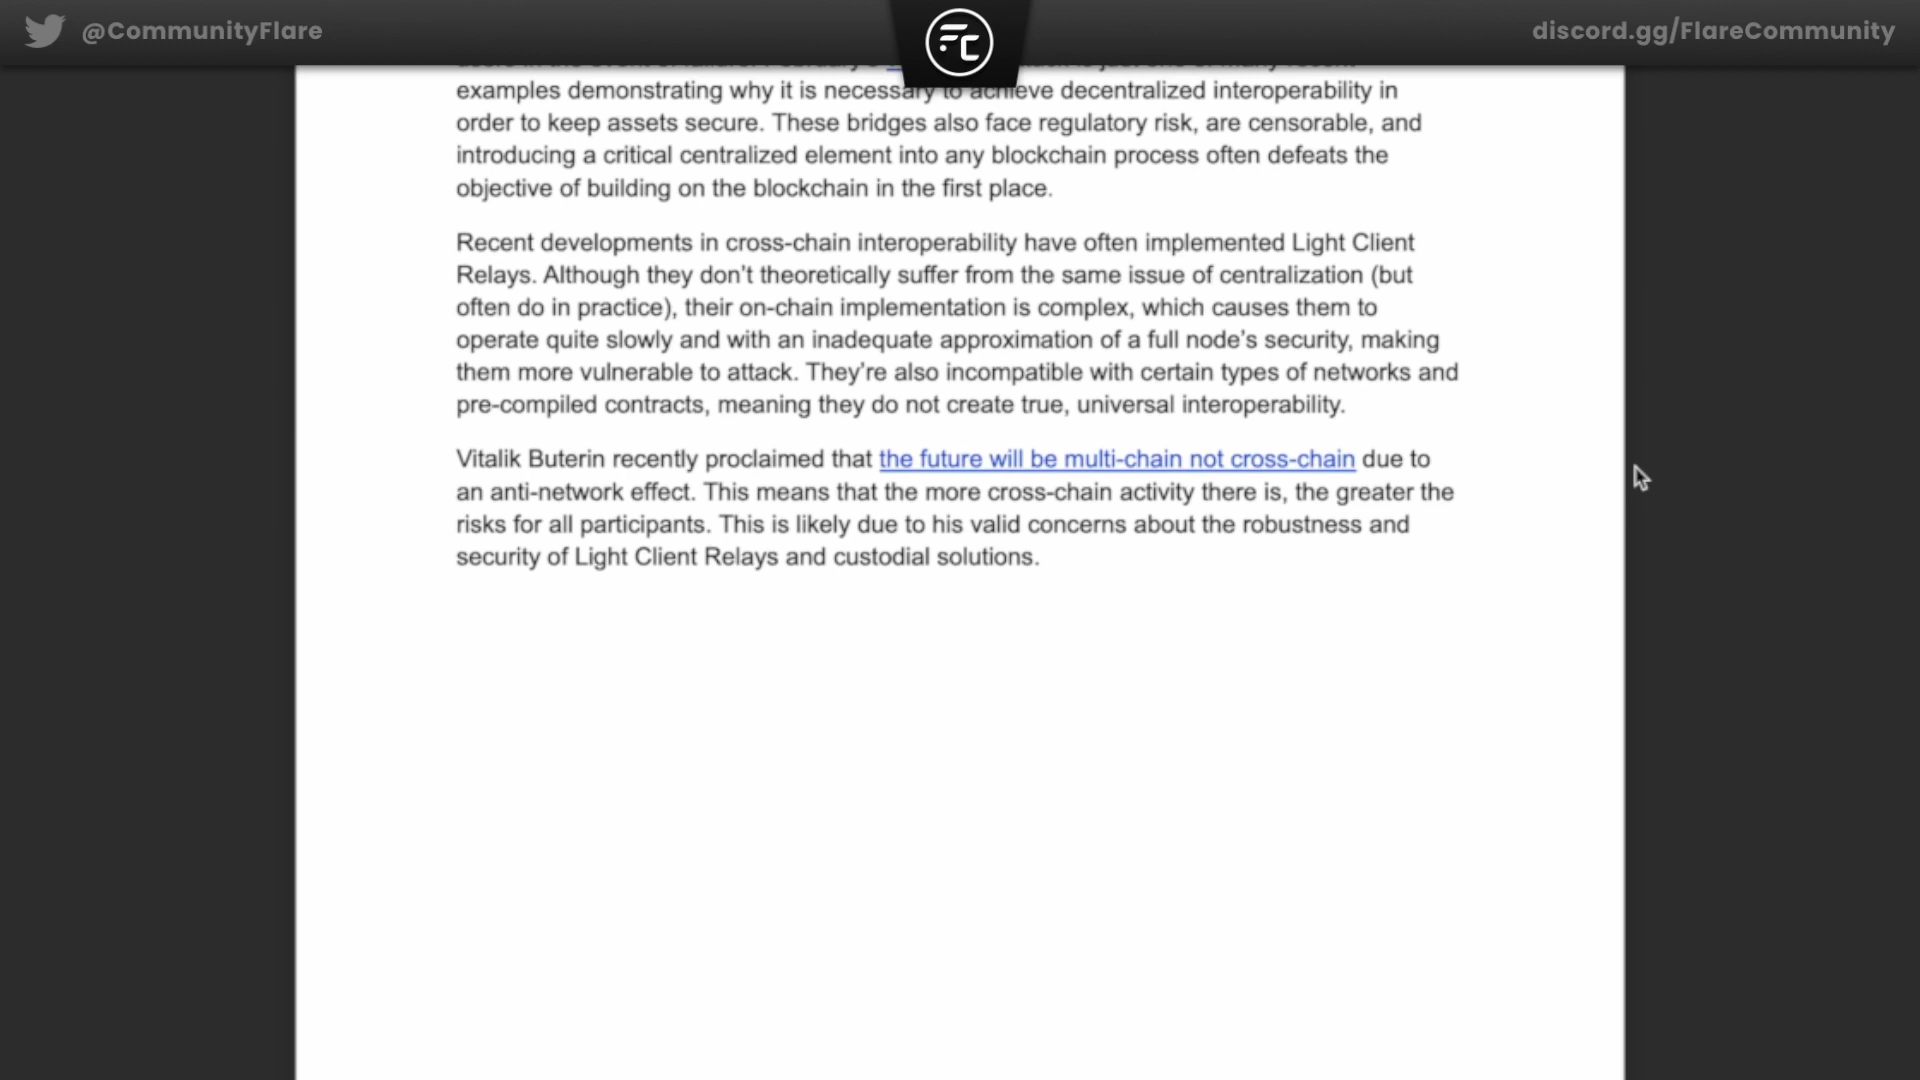 @CommunityFlare
FC
discord.gg/FlareCommunity
examples demonstrating why it is necessary to achieve decentralized interoperability in
order to keep assets secure. These bridges also face regulatory risk, are censorable, and
introducing a critical centralized element into any blockchain process often defeats the
objective of building on the blockchain in the first place.
Recent developments in cross-chain interoperability have often implemented Light Client
Relays. Although they don’t theoretically suffer from the same issue of centralization (but
often do in practice), their on-chain implementation is complex, which causes them to
operate quite slowly and with an inadequate approximation of a full node’s security, making
them more vulnerable to attack. They’re also incompatible with certain types of networks and
pre-compiled contracts, meaning they do not create true, universal interoperability.
Vitalik Buterin recently proclaimed that the future will be multi-chain not cross-chain due to
an anti-network effect. This means that the more cross-chain activity there is, the greater the
risks for all participants. This is likely due to his valid concerns about the robustness and
security of Light Client Relays and custodial solutions.